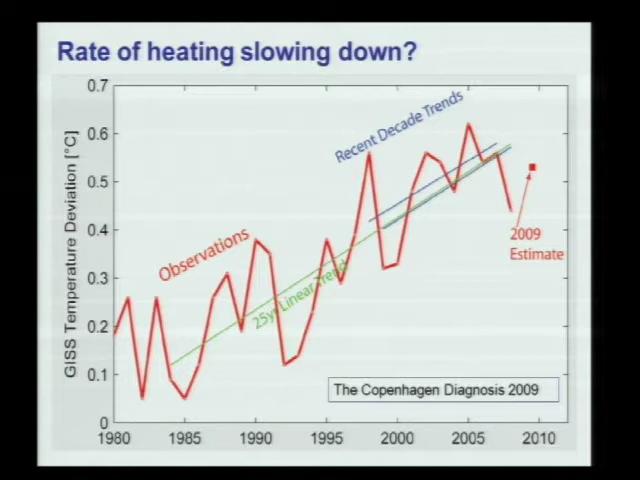 Rate of heating slowing down?
0.7
0.6
0.5
0.4
0.3
0.2
0.1
0
GISS Temperature Deviation [°C]
Recent Decade Trends
Observations
25yr Linear Trend
2009
Estimate
The Copenhagen Diagnosis 2009
1980 1985 1990 1995 2000 2005 2010